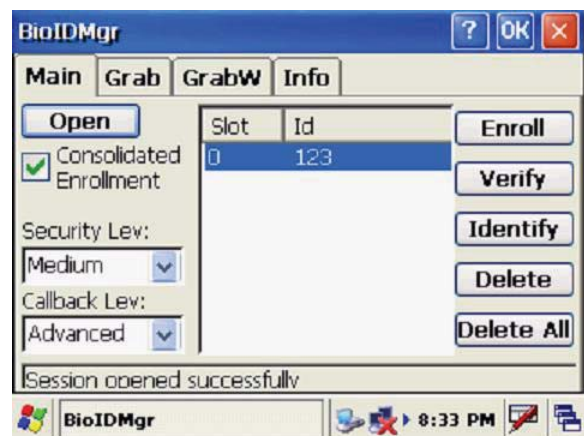 BioIDMgr ? OK
Main Grab GrabW Info
Open
Consolidated
Enrollment
Security Lev:
Medium
Callback Lev:
Advanced
Slot Id
0 123
Enroll
Verify
Identify
Delete
Delete All
Session opened successfully
BioIDMgr 8:33 PM